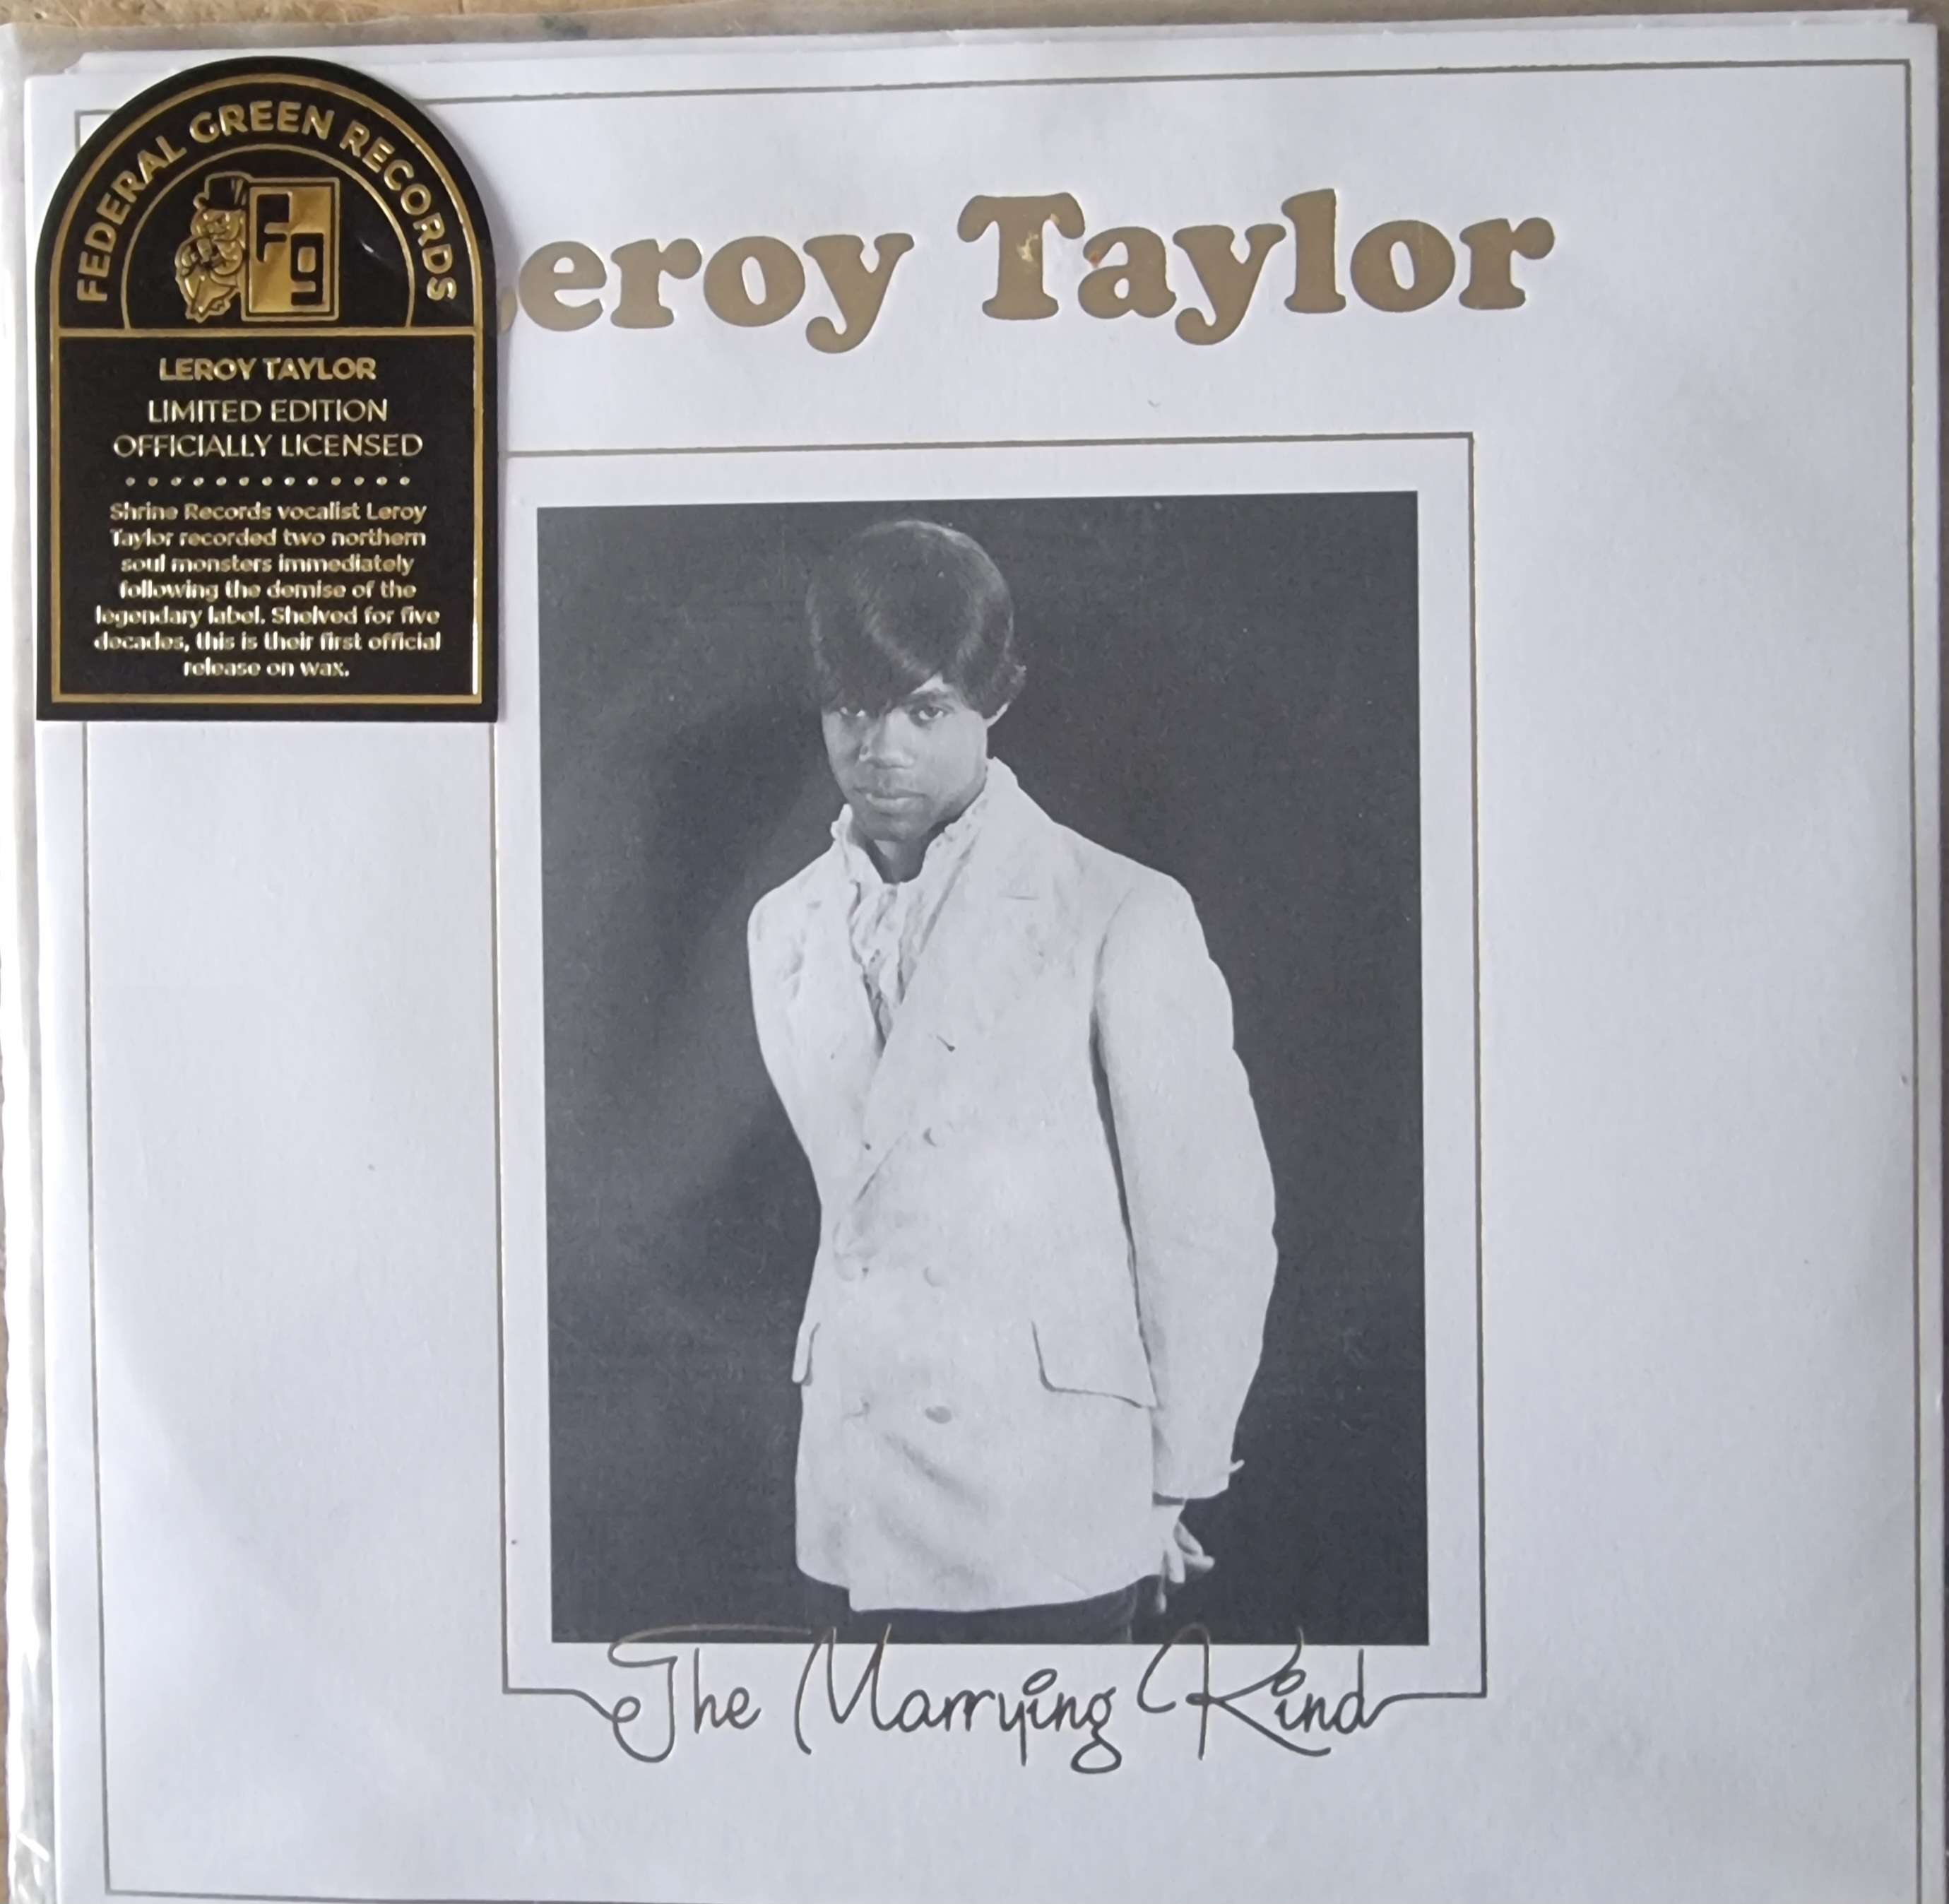 FEDERAL GREEN RECORDS
Fg
LEROY TAYLOR
LIMITED EDITION
OFFICIALLY LICENSED
Shrine Records vocalist Leroy
Taylor recorded two northern
soul monsters immediately
following the demise of the
legendary label. Shelved for five
decades, this is their first official
release on wax.
Leroy Taylor
The Marrying Kind